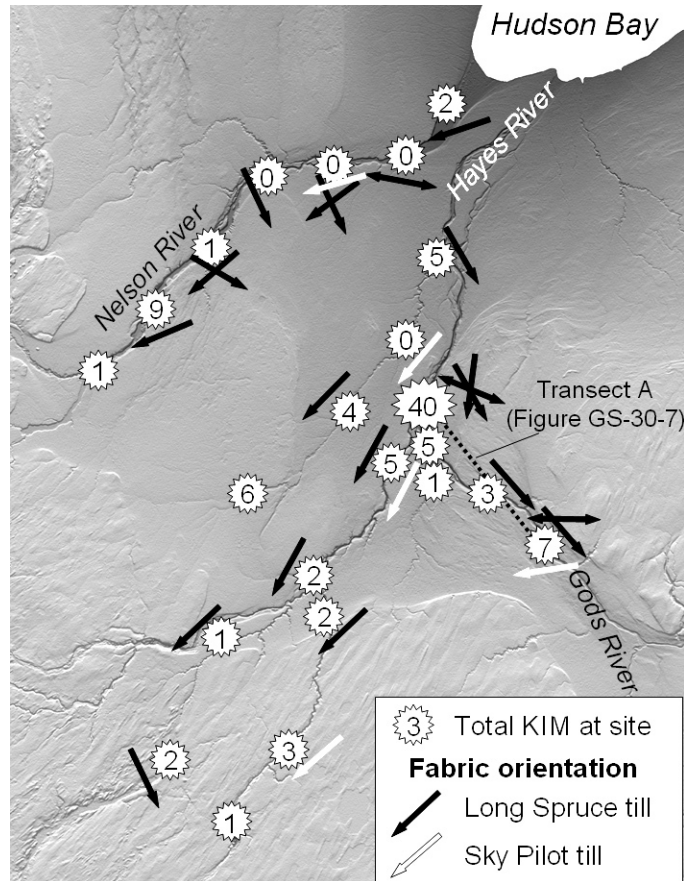 Hudson Bay
2
Hayes River
0
0
0
Nelson River
1
5
9
0
1
40
4
Transect A
(Figure GS-30-7)
5
5
1
3
6
7
Gods River
2
2
1
3
2
1
3 Total KIM at site
Fabric orientation
Long Spruce till
Sky Pilot till